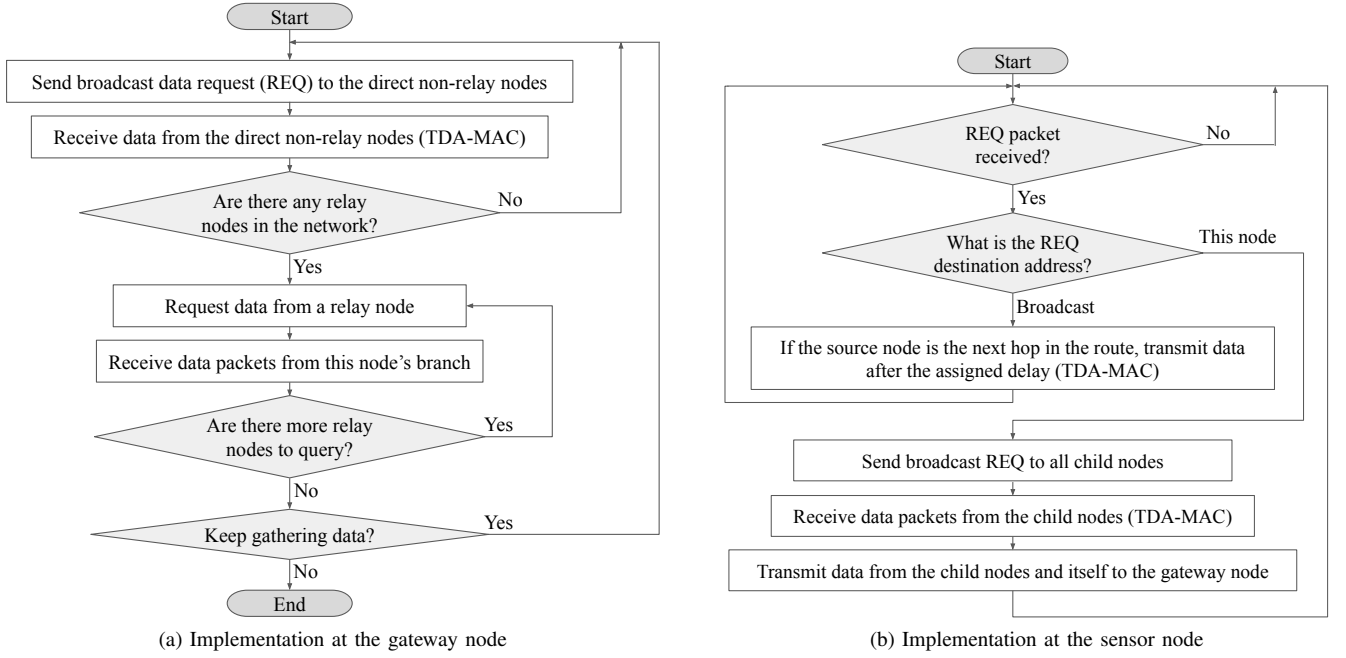 Start
Send broadcast data request (REQ) to the direct non-relay nodes
Receive data from the direct non-relay nodes (TDA-MAC)
Are there any relay
nodes in the network?
No
Yes
Request data from a relay node
Receive data packets from this node's branch
Are there more relay
nodes to query?
Yes
No
Keep gathering data?
Yes
No
End
(a) Implementation at the gateway node
Start
REQ packet
received?
No
Yes
What is the REQ
destination address?
This node
Broadcast
If the source node is the next hop in the route, transmit data
after the assigned delay (TDA-MAC)
Send broadcast REQ to all child nodes
Receive data packets from the child nodes (TDA-MAC)
Transmit data from the child nodes and itself to the gateway node
(b) Implementation at the sensor node